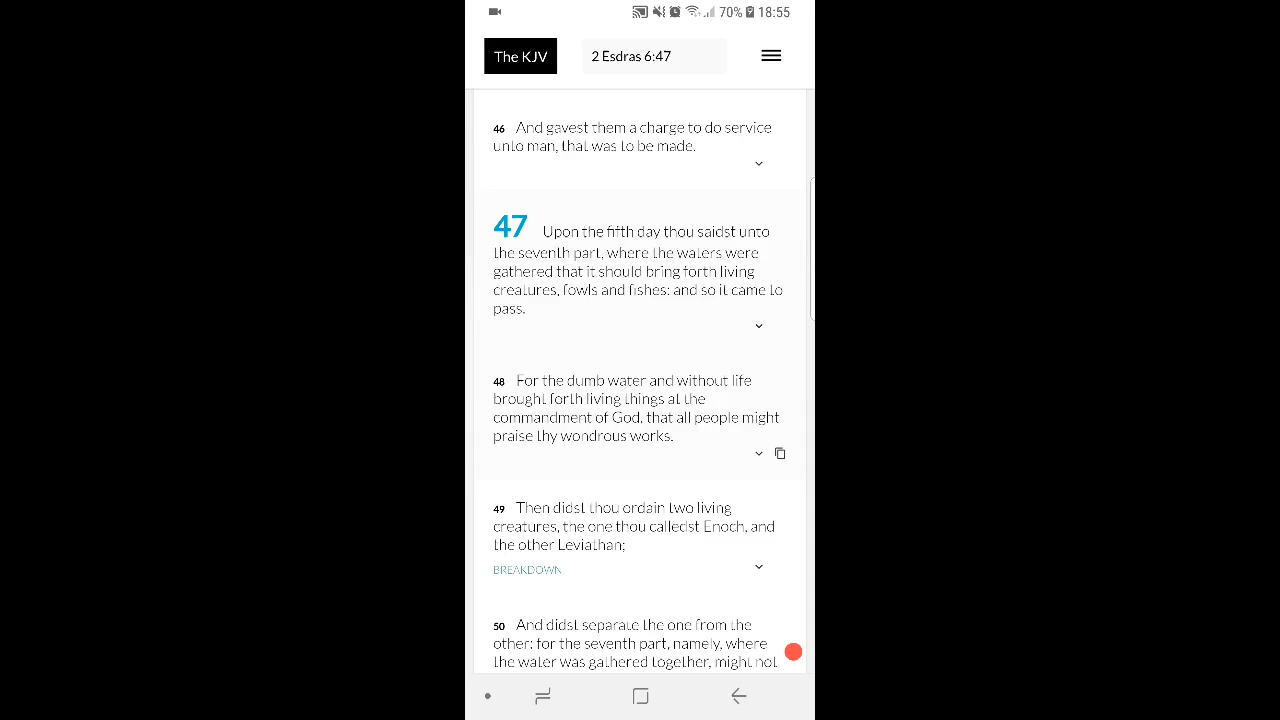 70% 18:55
The KJV
2 Esdras 6:47
46 And gavest them a charge to do service
unto man, that was to be made.
47 Upon the fifth day thou saidst unto
the seventh part, where the waters were
gathered that it should bring forth living
creatures, fowls and fishes: and so it came to
pass.
48 For the dumb water and without life
brought forth living things at the
commandment of God, that all people might
praise thy wondrous works.
49 Then didst thou ordain two living
creatures, the one thou calledst Enoch, and
the other Leviathan;
BREAKDOWN
50 And didst separate the one from the
other: for the seventh part, namely, where
the water was gathered together, might not